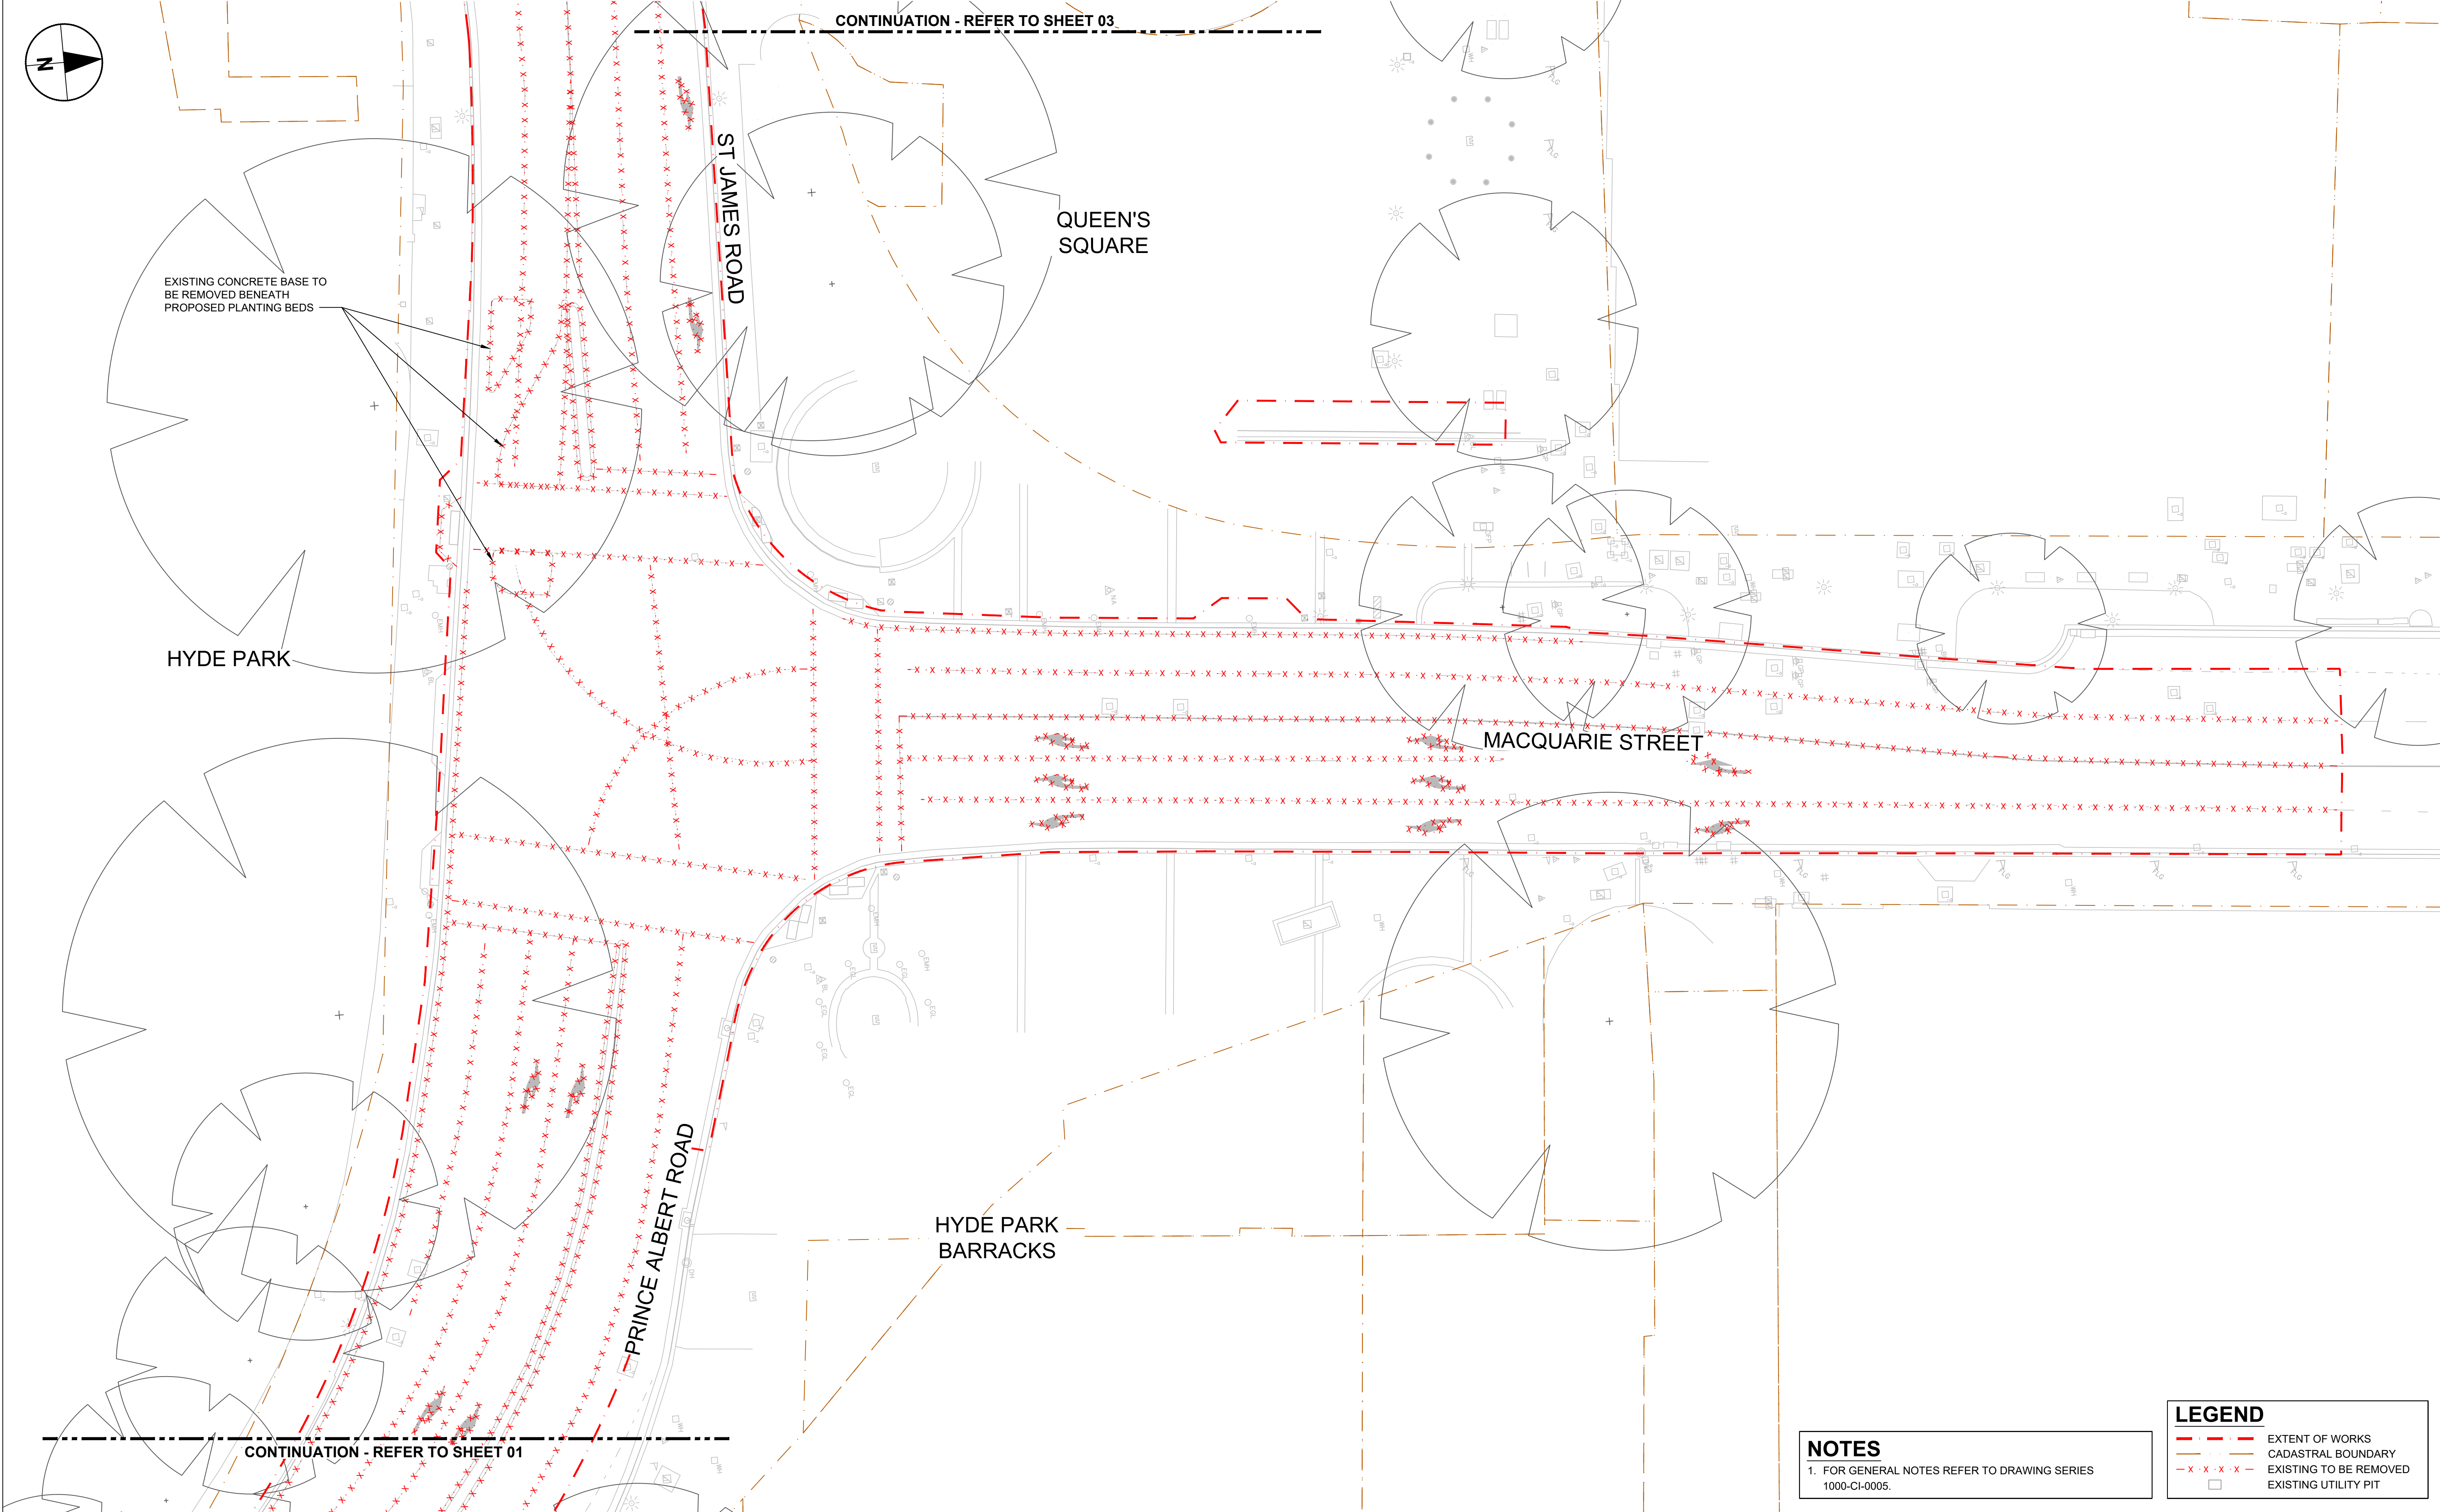 CONTINUATION - REFER TO SHEET 03
N
ST JAMES ROAD
QUEEN'S
SQUARE
EXISTING CONCRETE BASE TO
BE REMOVED BENEATH
PROPOSED PLANTING BEDS
HYDE PARK
MACQUARIE STREET
PRINCE ALBERT ROAD
HYDE PARK
BARRACKS
CONTINUATION - REFER TO SHEET 01
NOTES
1. FOR GENERAL NOTES REFER TO DRAWING SERIES
1000-CI-0005.
LEGEND
EXTENT OF WORKS
CADASTRAL BOUNDARY
EXISTING TO BE REMOVED
EXISTING UTILITY PIT